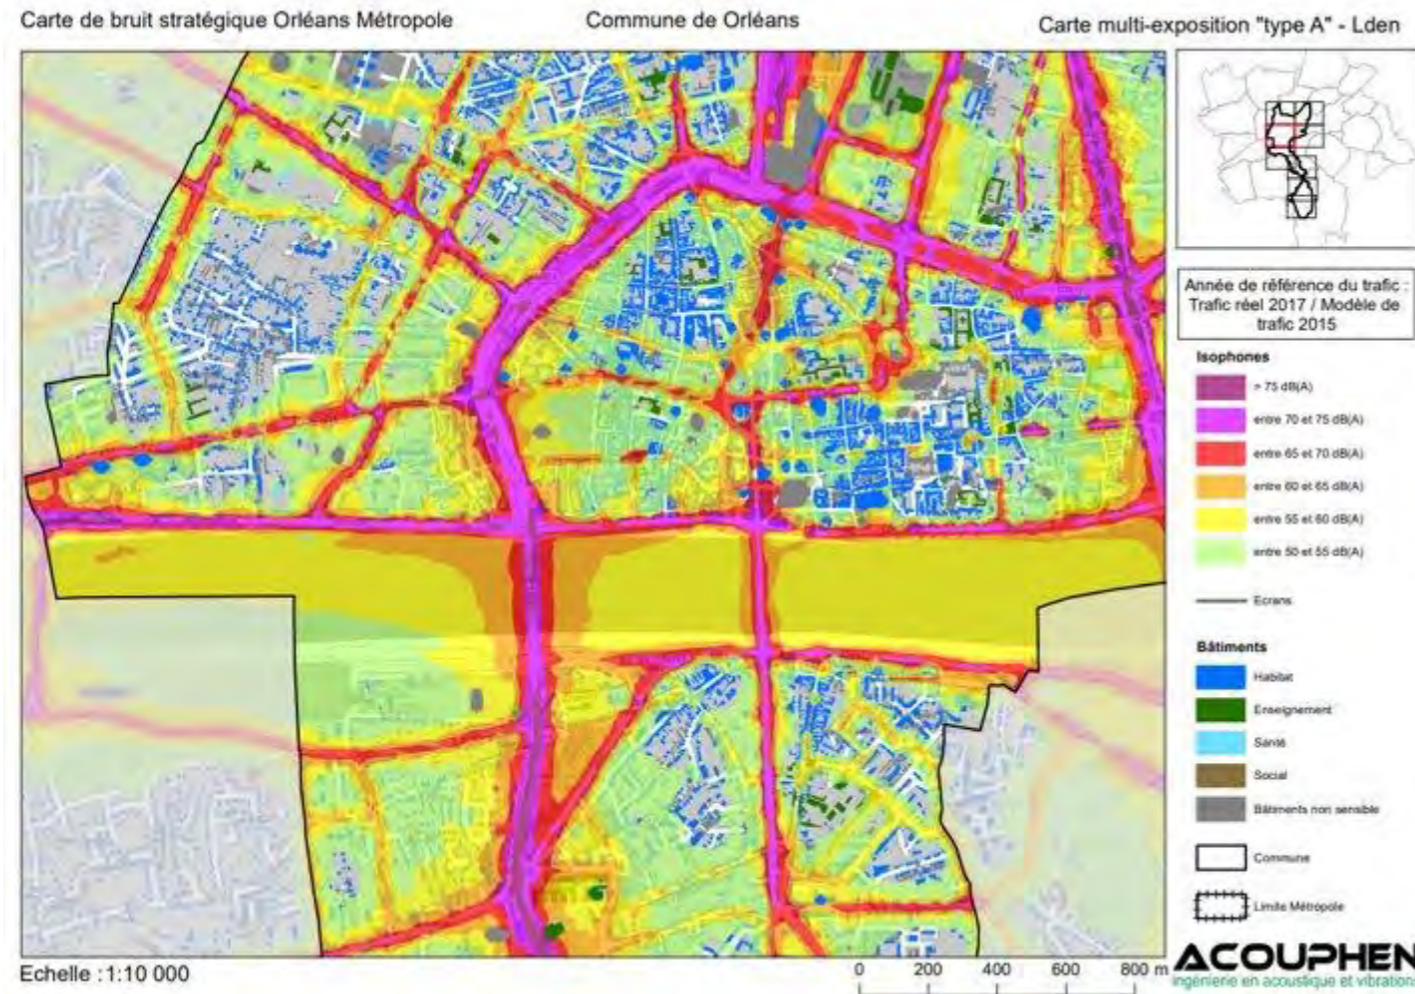 Carte de bruit stratégique Orléans Métropole
Commune de Orléans
Carte multi-exposition "type A" - Lden
Année de référence du trafic :
Trafic réel 2017 / Modèle de
trafic 2015
Isophones
> 75 dB(A)
entre 70 et 75 dB(A)
entre 65 et 70 dB(A)
entre 60 et 65 dB(A)
entre 55 et 60 dB(A)
entre 50 et 55 dB(A)
Ecrans
Bâtiments
Habitat
Enseignement
Santé
Social
Bâtiments non sensible
Commune
Limite Métropole
Echelle : 1:10 000
0 200 400 600 800 m
ACOUPHEN
ingénierie en acoustique et vibrations